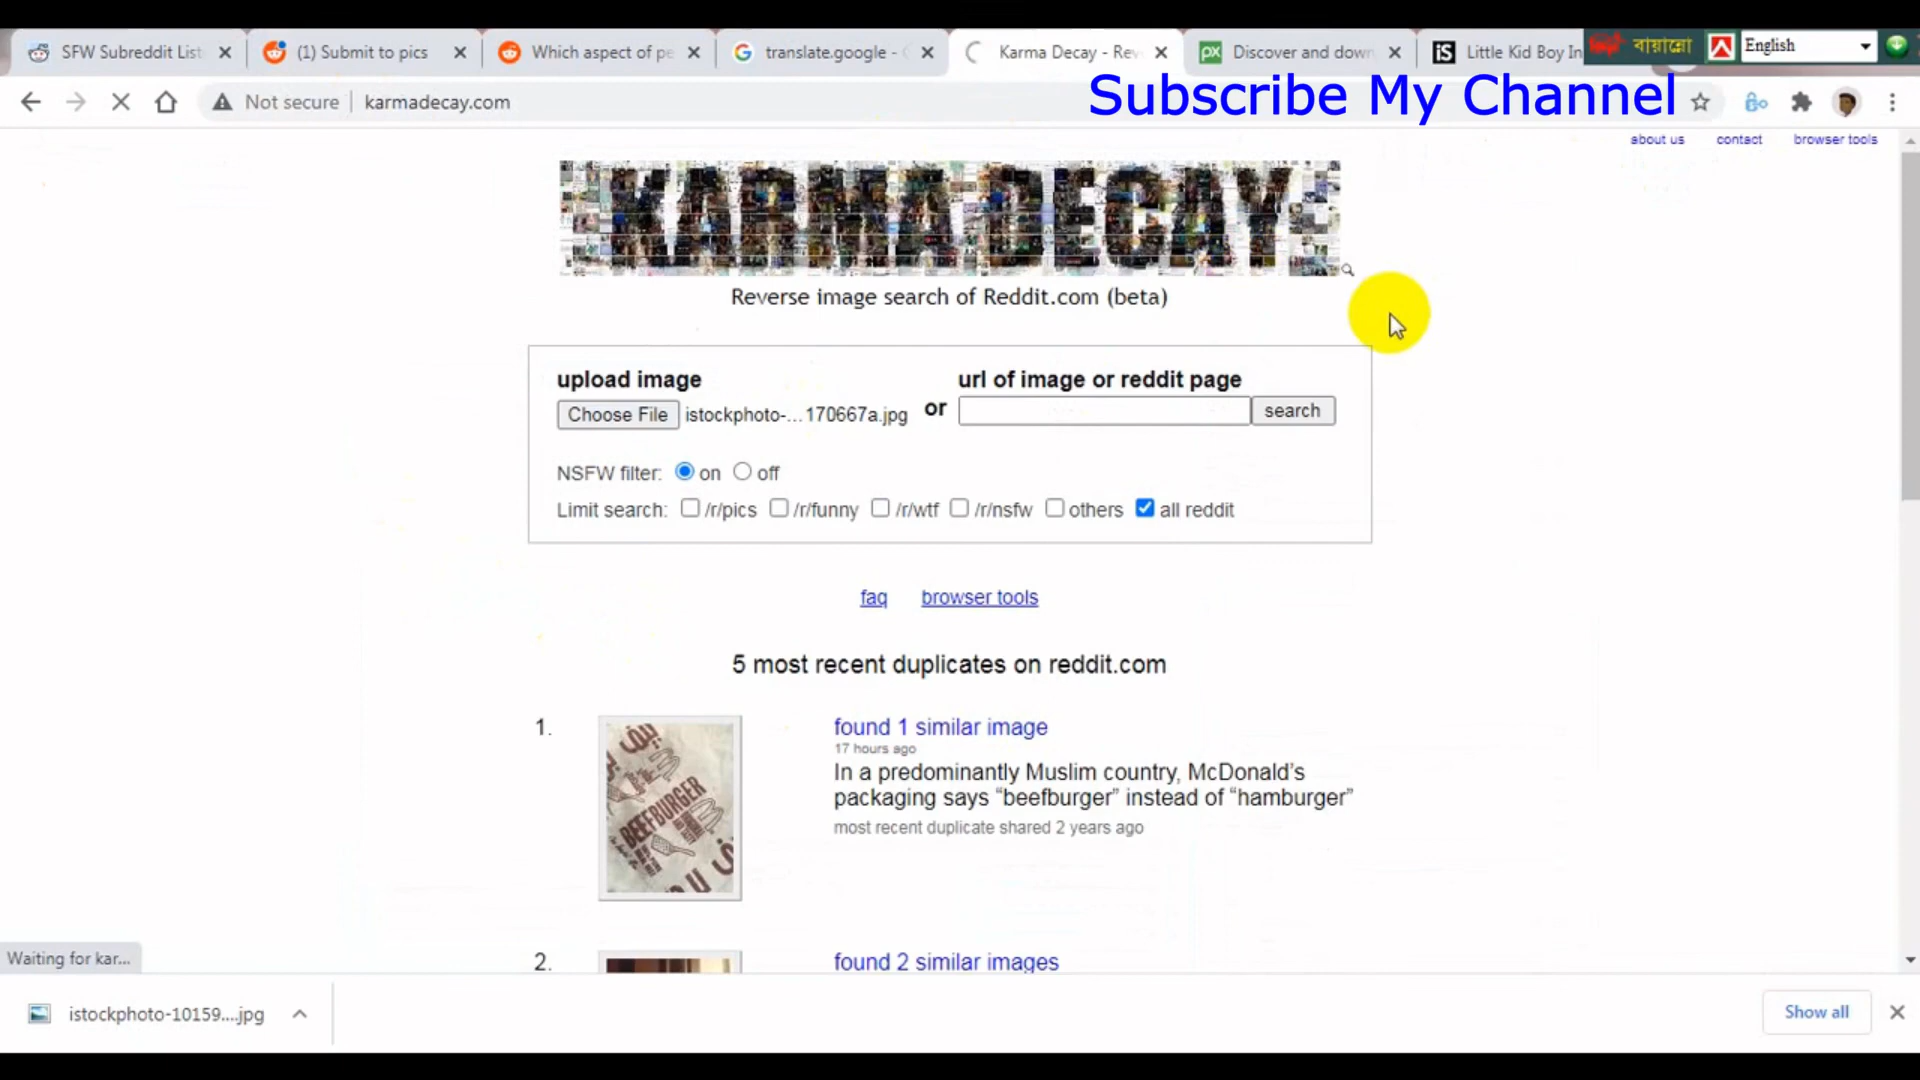 SFW Subreddit List
(1) Submit to pics
Which aspect of pe
translate.google -
Karma Decay - Rev
px
Discover and down
iS
Little Kid Boy In
বায়ান্নো
English
Not secure
karmadecay.com
Subscribe My Channel
about us
contact
browser tools
KARMA DECAY
Reverse image search of Reddit.com (beta)
upload image
url of image or reddit page
Choose File
istockphoto-...170667a.jpg
or
search
NSFW filter: on off
Limit search: /r/pics /r/funny /r/wtf /r/nsfw others all reddit
faq
browser tools
5 most recent duplicates on reddit.com
1.
BEEFBURGER
found 1 similar image
17 hours ago
In a predominantly Muslim country, McDonald's
packaging says “beefburger” instead of “hamburger”
most recent duplicate shared 2 years ago
2.
found 2 similar images
Waiting for kar...
istockphoto-10159....jpg
Show all